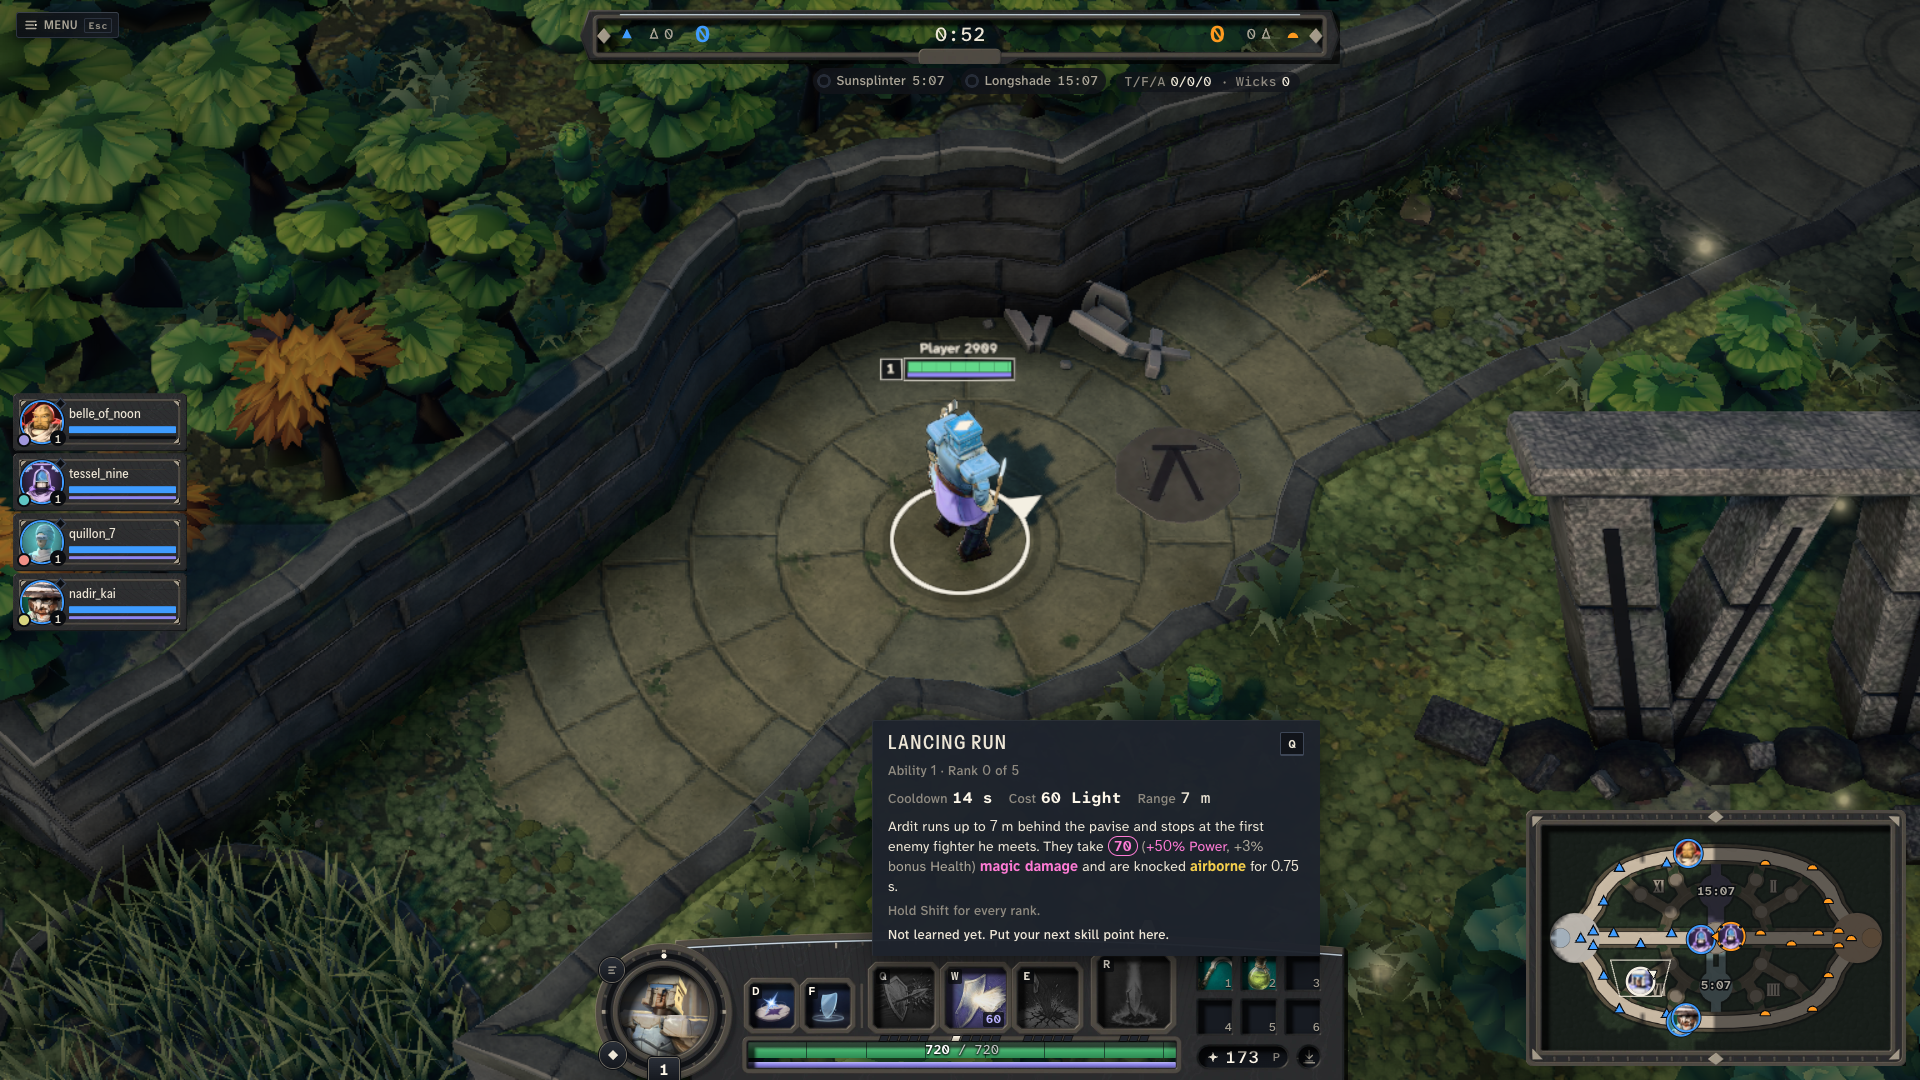 MENU Esc
0 0 0:52 0 0
Sunsplinter 5:07 Longshade 15:07 T/F/A 0/0/0 · Wicks 0
Player 2909
1
belle_of_noon
1
tessel_nine
1
quillon_7
1
nadir_kai
1
LANCING RUN Q
Ability 1 · Rank 0 of 5
Cooldown 14 s Cost 60 Light Range 7 m
Ardit runs up to 7 m behind the pavise and stops at the first
enemy fighter he meets. They take 70 (+50% Power, +3%
bonus Health) magic damage and are knocked airborne for 0.75
s.
Hold Shift for every rank.
Not learned yet. Put your next skill point here.
D F Q W 60 E R
1 2 3
4 5 6
720 / 720
173 P
1
XI II
15:07
5:07
IIII